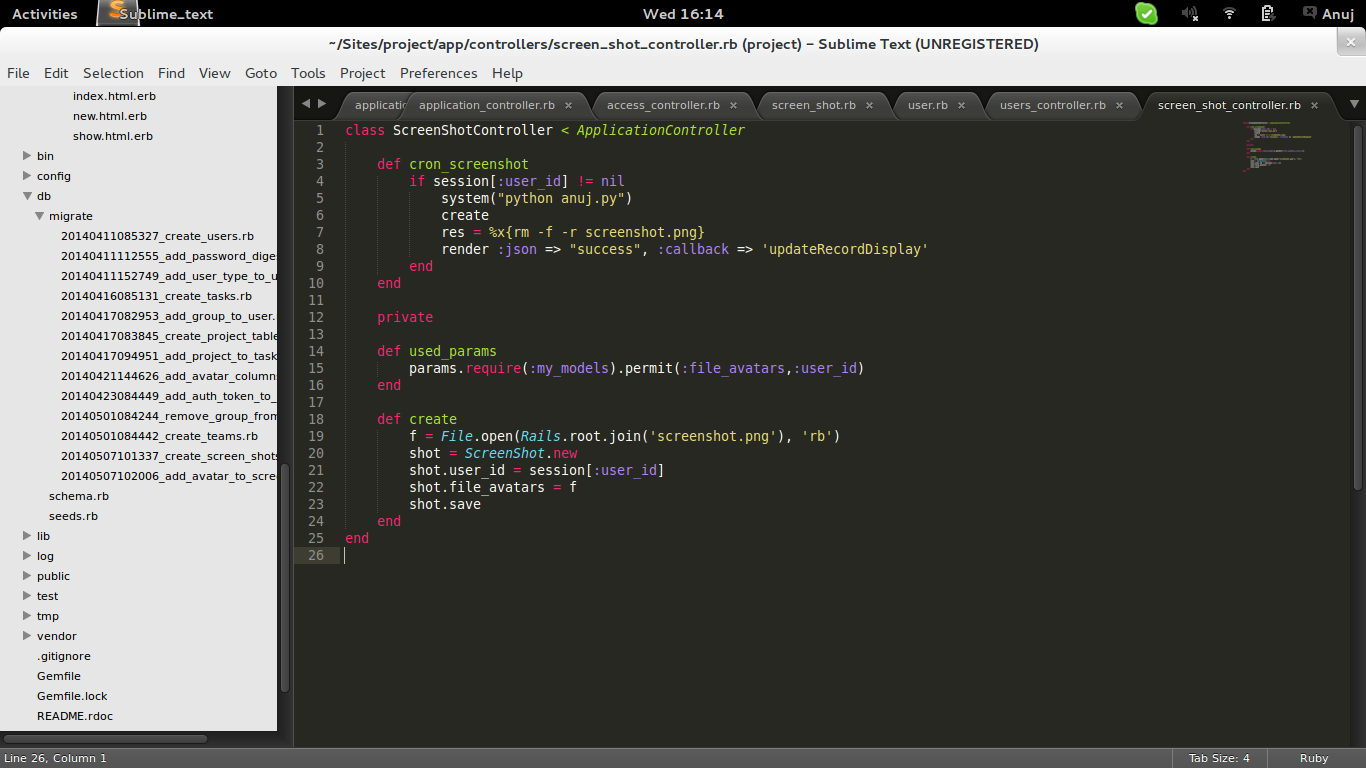 Activities Sublime_text Wed 16:14 Anuj
~/Sites/project/app/controllers/screen_shot_controller.rb (project) – Sublime Text (UNREGISTERED)
File Edit Selection Find View Goto Tools Project Preferences Help
index.html.erb
new.html.erb
show.html.erb
bin
config
db
migrate
20140411085327_create_users.rb
20140411112555_add_password_diges
20140411152749_add_user_type_to_u
20140416085131_create_tasks.rb
20140417082953_add_group_to_user.
20140417083845_create_project_table
20140417094951_add_project_to_task
20140421144626_add_avatar_column
20140423084449_add_auth_token_to_
20140501084244_remove_group_from
20140501084442_create_teams.rb
20140507101337_create_screen_shots
20140507102006_add_avatar_to_scree
schema.rb
seeds.rb
lib
log
public
test
tmp
vendor
.gitignore
Gemfile
Gemfile.lock
README.rdoc
applicatio application_controller.rb × access_controller.rb × screen_shot.rb × user.rb × users_controller.rb × screen_shot_controller.rb ×
1 class ScreenShotController < ApplicationController
2
3 def cron_screenshot
4 if session[:user_id] != nil
5 system("python anuj.py")
6 create
7 res = %x{rm -f -r screenshot.png}
8 render :json => "success", :callback => 'updateRecordDisplay'
9 end
10 end
11
12 private
13
14 def used_params
15 params.require(:my_models).permit(:file_avatars,:user_id)
16 end
17
18 def create
19 f = File.open(Rails.root.join('screenshot.png'), 'rb')
20 shot = ScreenShot.new
21 shot.user_id = session[:user_id]
22 shot.file_avatars = f
23 shot.save
24 end
25 end
26
Line 26, Column 1 Tab Size: 4 Ruby